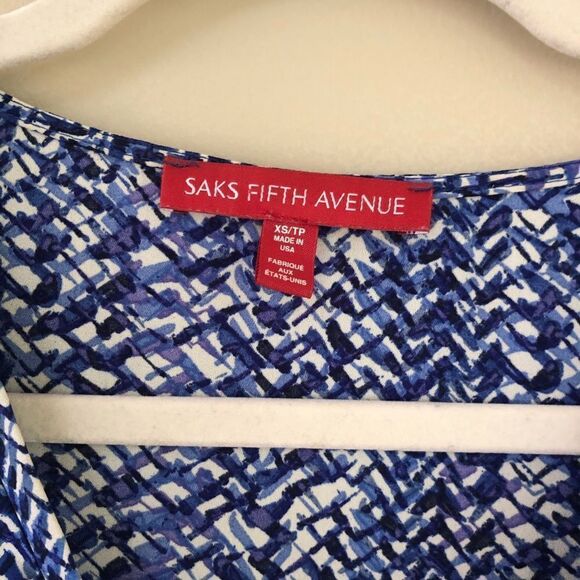 SAKS FIFTH AVENUE
XS/TP
MADE IN
USA
FABRIQUÉ
AUX
ÉTATS-UNIS